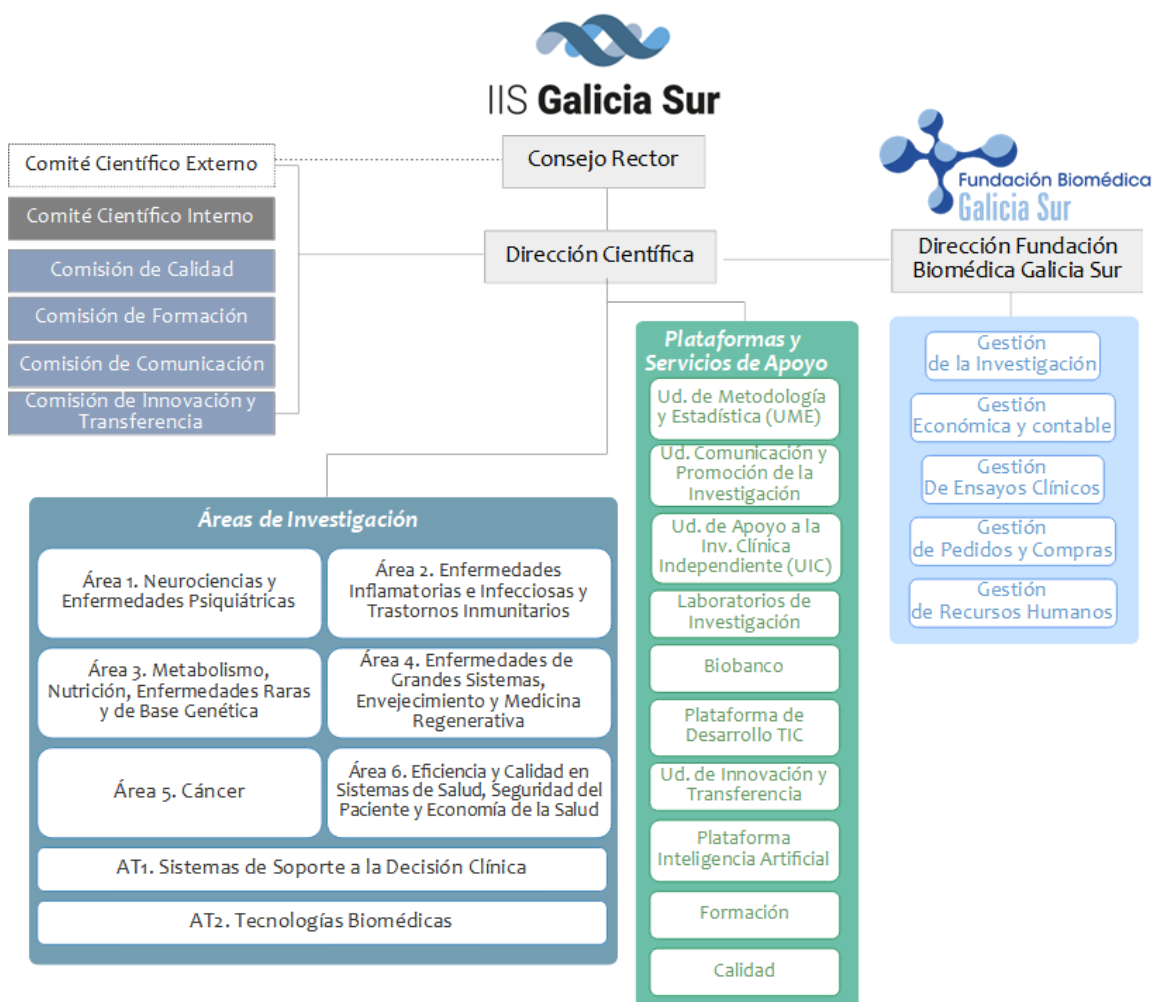 IIS Galicia Sur
Consejo Rector
Dirección Científica
Comité Científico Externo
Comité Científico Interno
Comisión de Calidad
Comisión de Formación
Comisión de Comunicación
Comisión de Innovación y
Transferencia
Fundación Biomédica
Galicia Sur
Dirección Fundación
Biomédica Galicia Sur
Gestión
de la Investigación
Gestión
Económica y contable
Gestión
De Ensayos Clínicos
Gestión
de Pedidos y Compras
Gestión
de Recursos Humanos
Plataformas y
Servicios de Apoyo
Ud. de Metodología
y Estadística (UME)
Ud. Comunicación y
Promoción de la
Investigación
Ud. de Apoyo a la
Inv. Clínica
Independiente (UIC)
Laboratorios de
Investigación
Biobanco
Plataforma de
Desarrollo TIC
Ud. de Innovación y
Transferencia
Plataforma
Inteligencia Artificial
Formación
Calidad
Áreas de Investigación
Área 1. Neurociencias y
Enfermedades Psiquiátricas
Área 2. Enfermedades
Inflamatorias e Infecciosas y
Trastornos Inmunitarios
Área 3. Metabolismo,
Nutrición, Enfermedades Raras
y de Base Genética
Área 4. Enfermedades de
Grandes Sistemas,
Envejecimiento y Medicina
Regenerativa
Área 5. Cáncer
Área 6. Eficiencia y Calidad en
Sistemas de Salud, Seguridad del
Paciente y Economía de la Salud
AT1. Sistemas de Soporte a la Decisión Clínica
AT2. Tecnologías Biomédicas